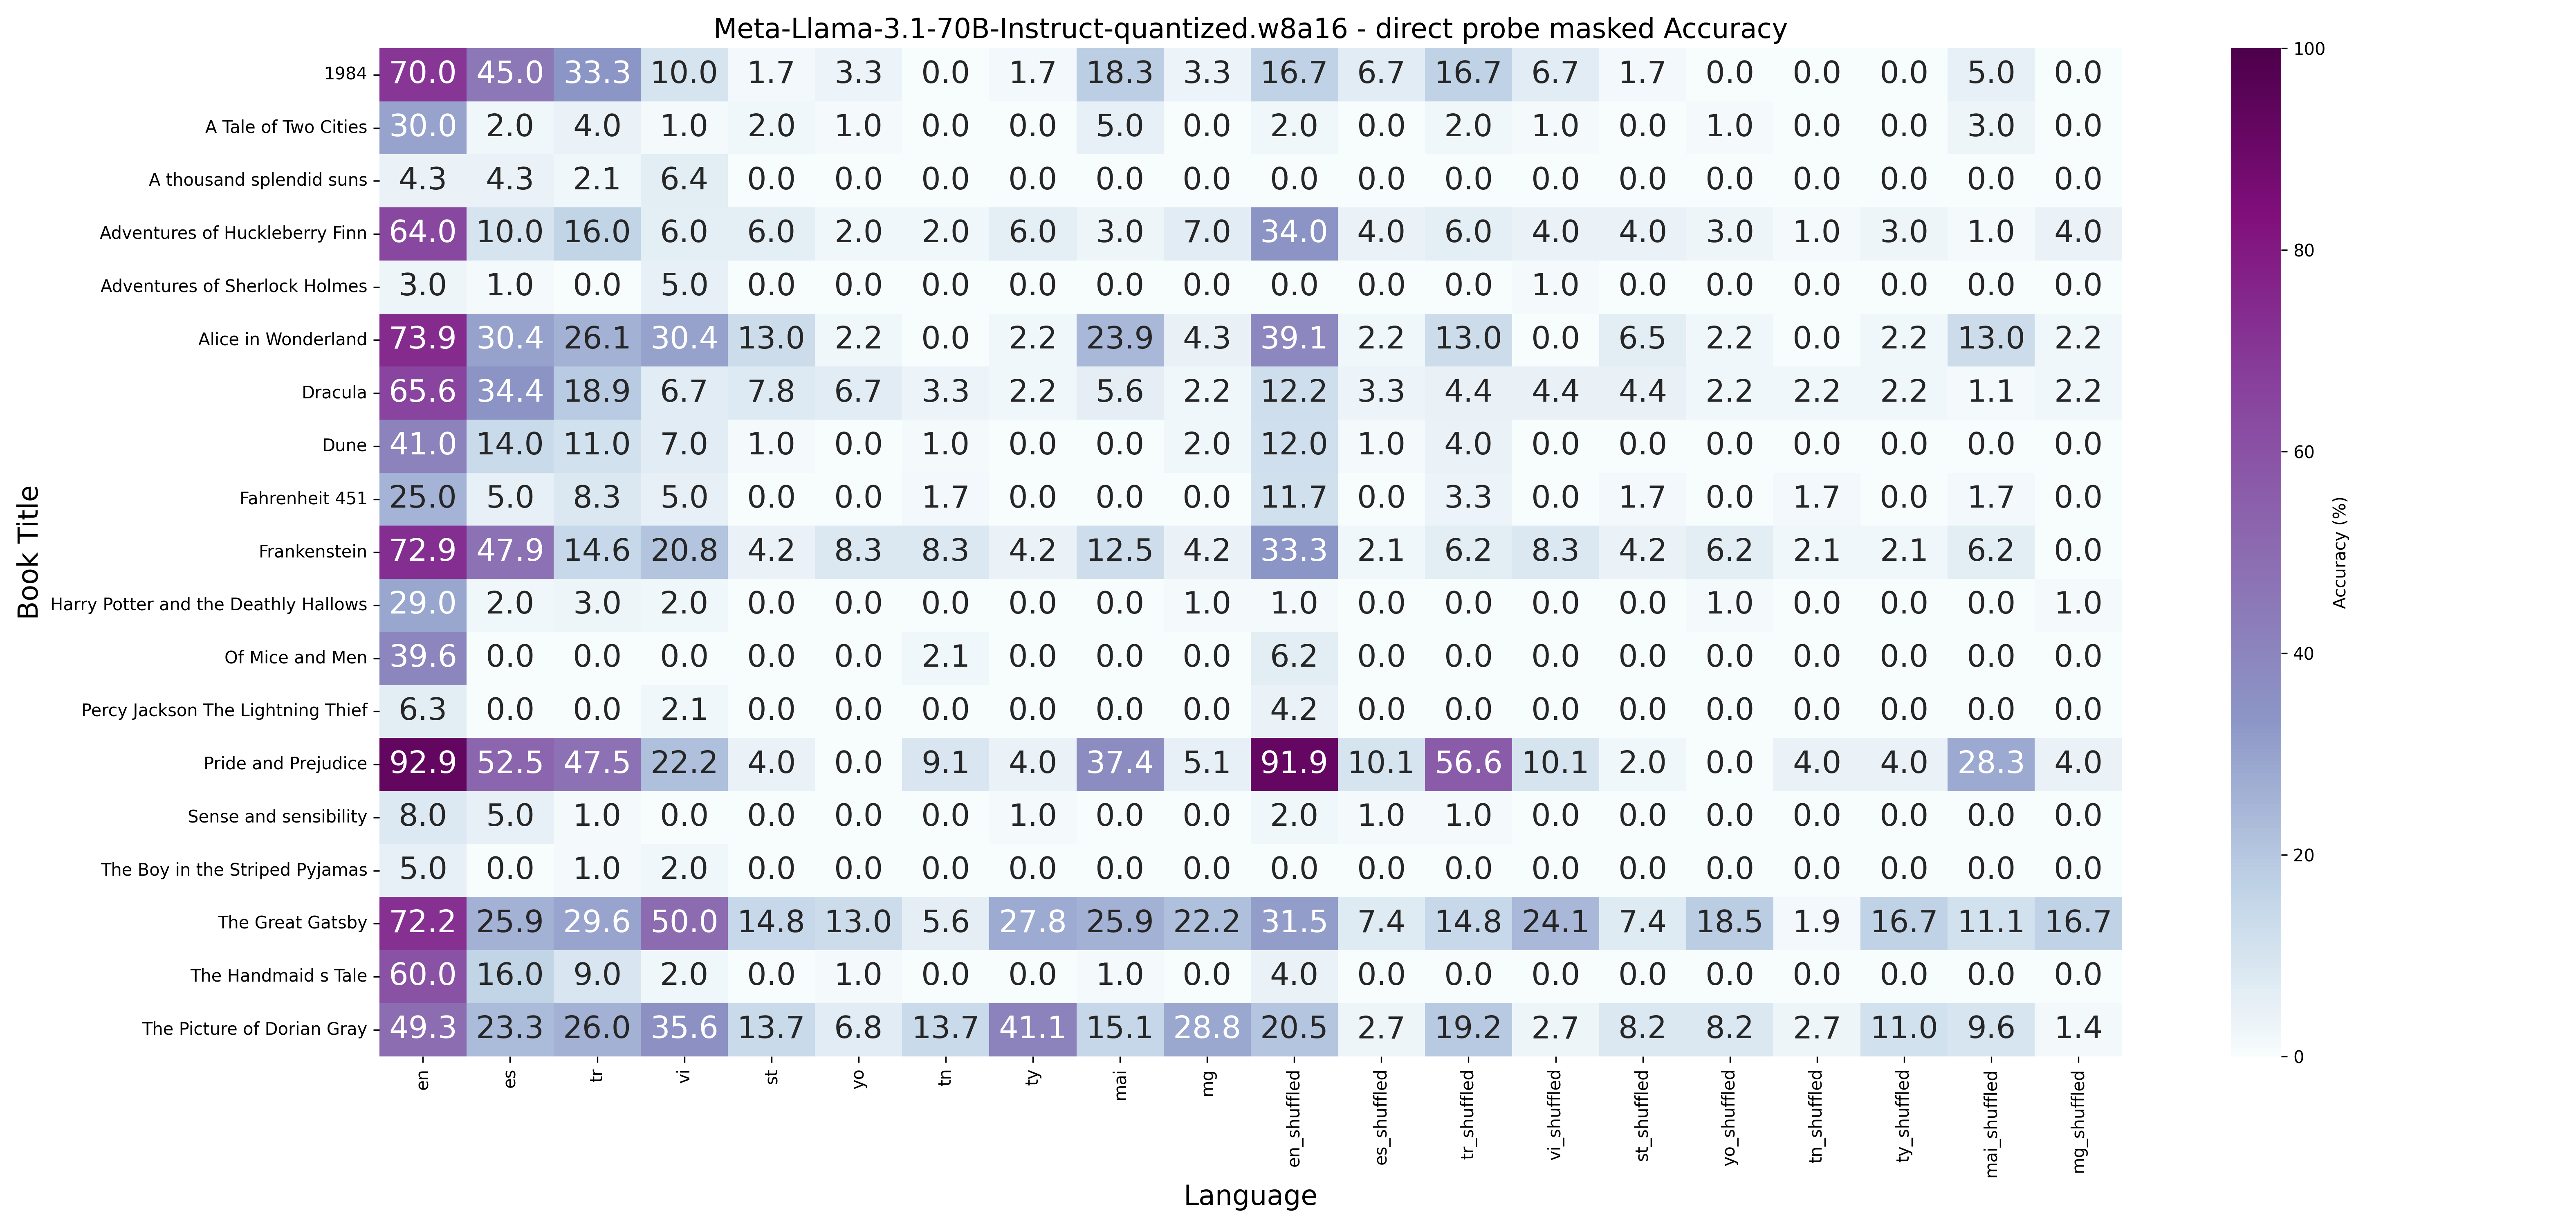 Meta-Llama-3.1-70B-Instruct-quantized.w8a16 - direct probe masked Accuracy
Book Title
1984 70.0 45.0 33.3 10.0 1.7 3.3 0.0 1.7 18.3 3.3 16.7 6.7 16.7 6.7 1.7 0.0 0.0 0.0 5.0 0.0
A Tale of Two Cities 30.0 2.0 4.0 1.0 2.0 1.0 0.0 0.0 5.0 0.0 2.0 0.0 2.0 1.0 0.0 1.0 0.0 0.0 3.0 0.0
A thousand splendid suns 4.3 4.3 2.1 6.4 0.0 0.0 0.0 0.0 0.0 0.0 0.0 0.0 0.0 0.0 0.0 0.0 0.0 0.0 0.0 0.0
Adventures of Huckleberry Finn 64.0 10.0 16.0 6.0 6.0 2.0 2.0 6.0 3.0 7.0 34.0 4.0 6.0 4.0 4.0 3.0 1.0 3.0 1.0 4.0
Adventures of Sherlock Holmes 3.0 1.0 0.0 5.0 0.0 0.0 0.0 0.0 0.0 0.0 0.0 0.0 0.0 1.0 0.0 0.0 0.0 0.0 0.0 0.0
Alice in Wonderland 73.9 30.4 26.1 30.4 13.0 2.2 0.0 2.2 23.9 4.3 39.1 2.2 13.0 0.0 6.5 2.2 0.0 2.2 13.0 2.2
Dracula 65.6 34.4 18.9 6.7 7.8 6.7 3.3 2.2 5.6 2.2 12.2 3.3 4.4 4.4 4.4 2.2 2.2 2.2 1.1 2.2
Dune 41.0 14.0 11.0 7.0 1.0 0.0 1.0 0.0 0.0 2.0 12.0 1.0 4.0 0.0 0.0 0.0 0.0 0.0 0.0 0.0
Fahrenheit 451 25.0 5.0 8.3 5.0 0.0 0.0 1.7 0.0 0.0 0.0 11.7 0.0 3.3 0.0 1.7 0.0 1.7 0.0 1.7 0.0
Frankenstein 72.9 47.9 14.6 20.8 4.2 8.3 8.3 4.2 12.5 4.2 33.3 2.1 6.2 8.3 4.2 6.2 2.1 2.1 6.2 0.0
Harry Potter and the Deathly Hallows 29.0 2.0 3.0 2.0 0.0 0.0 0.0 0.0 0.0 1.0 1.0 0.0 0.0 0.0 0.0 1.0 0.0 0.0 0.0 1.0
Of Mice and Men 39.6 0.0 0.0 0.0 0.0 0.0 2.1 0.0 0.0 0.0 6.2 0.0 0.0 0.0 0.0 0.0 0.0 0.0 0.0 0.0
Percy Jackson The Lightning Thief 6.3 0.0 0.0 2.1 0.0 0.0 0.0 0.0 0.0 0.0 4.2 0.0 0.0 0.0 0.0 0.0 0.0 0.0 0.0 0.0
Pride and Prejudice 92.9 52.5 47.5 22.2 4.0 0.0 9.1 4.0 37.4 5.1 91.9 10.1 56.6 10.1 2.0 0.0 4.0 4.0 28.3 4.0
Sense and sensibility 8.0 5.0 1.0 0.0 0.0 0.0 0.0 1.0 0.0 0.0 2.0 1.0 1.0 0.0 0.0 0.0 0.0 0.0 0.0 0.0
The Boy in the Striped Pyjamas 5.0 0.0 1.0 2.0 0.0 0.0 0.0 0.0 0.0 0.0 0.0 0.0 0.0 0.0 0.0 0.0 0.0 0.0 0.0 0.0
The Great Gatsby 72.2 25.9 29.6 50.0 14.8 13.0 5.6 27.8 25.9 22.2 31.5 7.4 14.8 24.1 7.4 18.5 1.9 16.7 11.1 16.7
The Handmaid s Tale 60.0 16.0 9.0 2.0 0.0 1.0 0.0 0.0 1.0 0.0 4.0 0.0 0.0 0.0 0.0 0.0 0.0 0.0 0.0 0.0
The Picture of Dorian Gray 49.3 23.3 26.0 35.6 13.7 6.8 13.7 41.1 15.1 28.8 20.5 2.7 19.2 2.7 8.2 8.2 2.7 11.0 9.6 1.4
en es tr vi st yo tn ty mai mg en_shuffled es_shuffled tr_shuffled vi_shuffled st_shuffled yo_shuffled tn_shuffled ty_shuffled mai_shuffled mg_shuffled
Language
100
80
60
40
20
0
Accuracy (%)